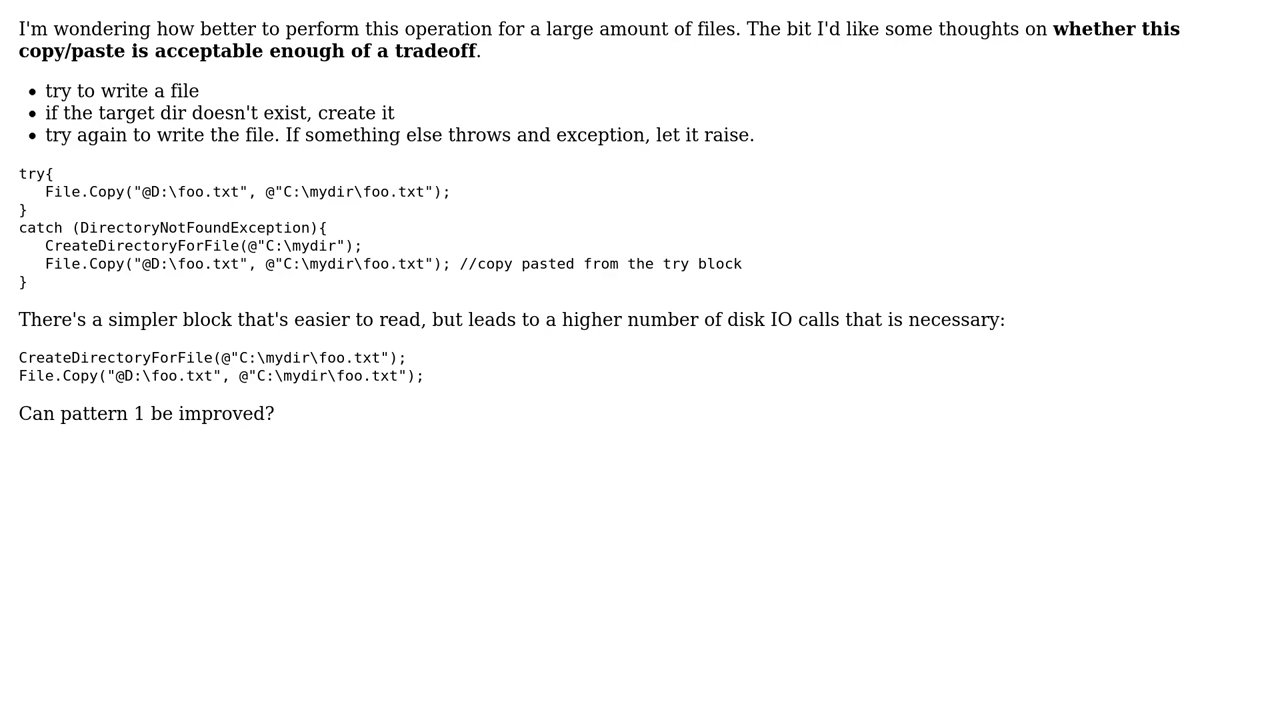 I'm wondering how better to perform this operation for a large amount of files. The bit I'd like some thoughts on whether this
copy/paste is acceptable enough of a tradeoff.
• try to write a file
• if the target dir doesn't exist, create it
• try again to write the file. If something else throws and exception, let it raise.
try{
   File.Copy("@D:\foo.txt", @"C:\mydir\foo.txt");
}
catch (DirectoryNotFoundException){
   CreateDirectoryForFile(@"C:\mydir");
   File.Copy("@D:\foo.txt", @"C:\mydir\foo.txt"); //copy pasted from the try block
}
There's a simpler block that's easier to read, but leads to a higher number of disk IO calls that is necessary:
CreateDirectoryForFile(@"C:\mydir\foo.txt");
File.Copy("@D:\foo.txt", @"C:\mydir\foo.txt");
Can pattern 1 be improved?